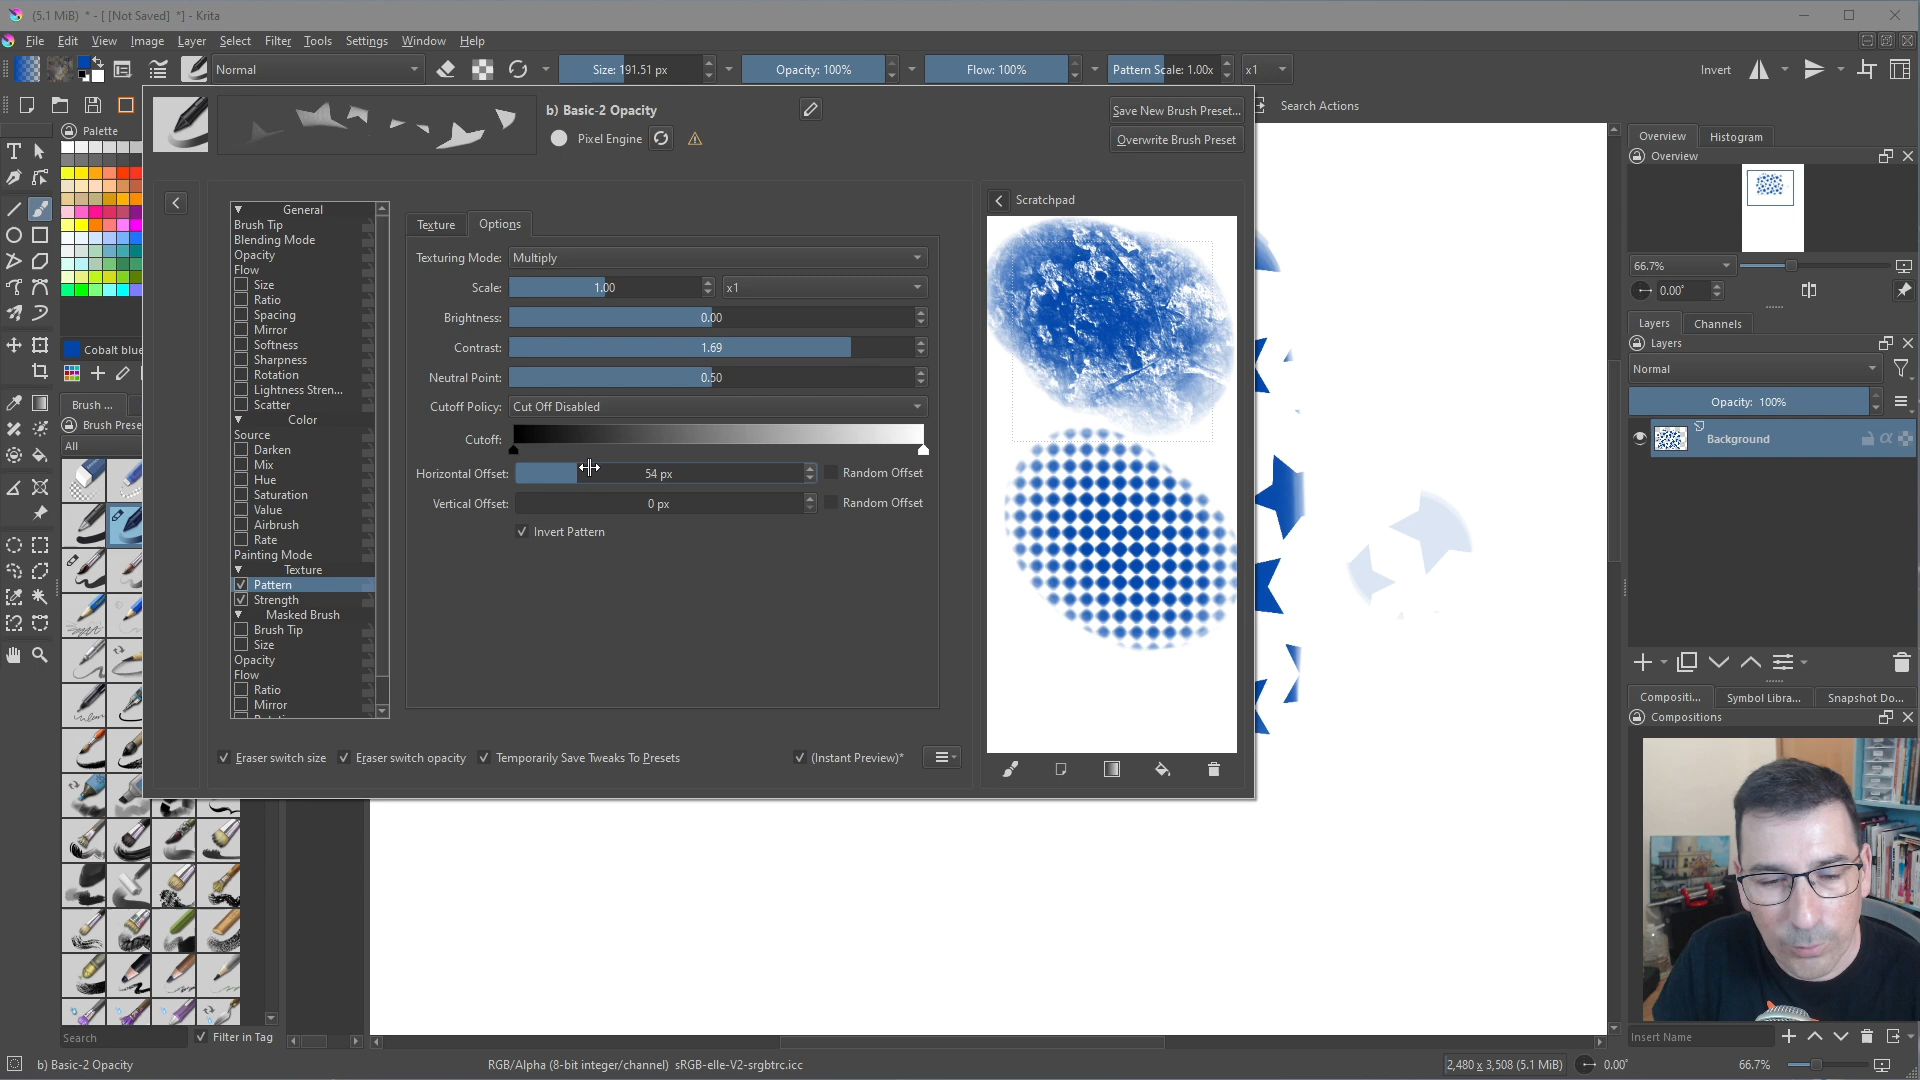 (5.1 MiB)  * - [ [Not Saved]  *] - Krita
File Edit View Image Layer Select Filter Tools Settings Window Help
Normal Size: 191.51 px Opacity: 100% Flow: 100% Pattern Scale: 1.00x x1 Invert
b) Basic-2 Opacity Save New Brush Preset... Search Actions
Pixel Engine Overwrite Brush Preset
Palette
Cobalt blue
Brush ...
Brush Prese
All
General
Brush Tip
Blending Mode
Opacity
Flow
Size
Ratio
Spacing
Mirror
Softness
Sharpness
Rotation
Lightness Stren...
Scatter
Color
Source
Darken
Mix
Hue
Saturation
Value
Airbrush
Rate
Painting Mode
Texture
Pattern
Strength
Masked Brush
Brush Tip
Size
Opacity
Flow
Ratio
Mirror
Texture Options
Texturing Mode: Multiply
Scale: 1.00 x1
Brightness: 0.00
Contrast: 1.69
Neutral Point: 0.50
Cutoff Policy: Cut Off Disabled
Cutoff:
Horizontal Offset: 54 px Random Offset
Vertical Offset: 0 px Random Offset
Invert Pattern
Eraser switch size Eraser switch opacity Temporarily Save Tweaks To Presets (Instant Preview)*
Scratchpad
Overview Histogram
Overview
66.7%
0.00°
Layers Channels
Layers
Normal
Opacity: 100%
Background
Compositi... Symbol Libra... Snapshot Do...
Compositions
Insert Name
Search Filter in Tag
b) Basic-2 Opacity RGB/Alpha (8-bit integer/channel) sRGB-elle-V2-srgbtrc.icc 2,480 x 3,508 (5.1 MiB) 0.00° 66.7%